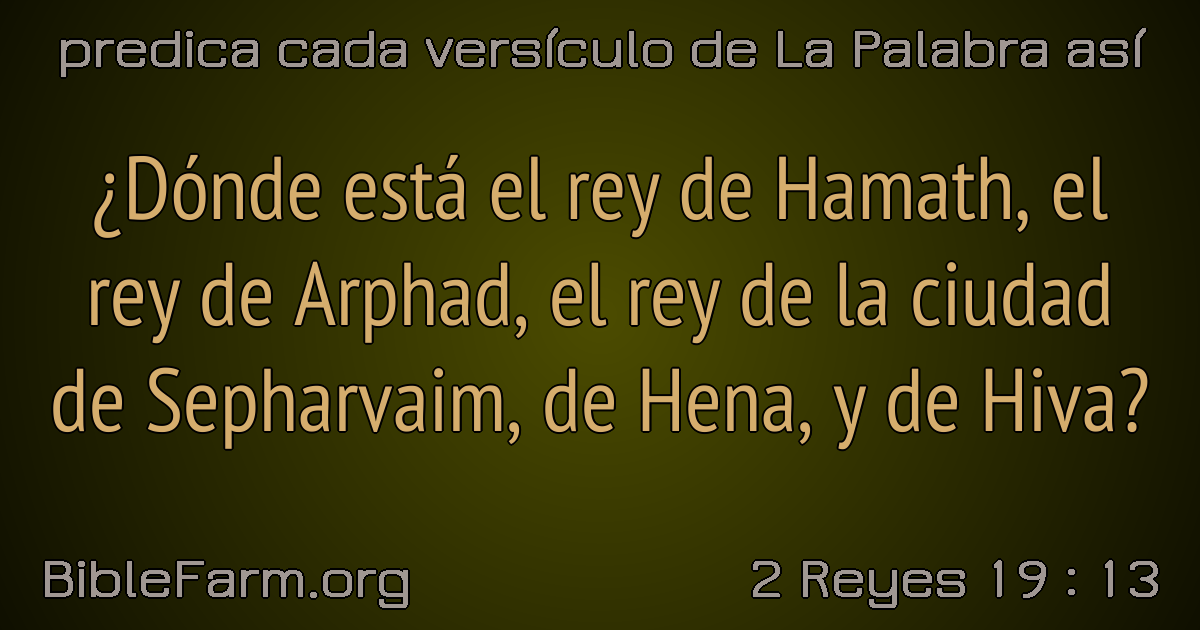 predica cada versículo de La Palabra así
¿Dónde está el rey de Hamath, el
rey de Arphad, el rey de la ciudad
de Sepharvaim, de Hena, y de Hiva?
BibleFarm.org
2 Reyes 19 : 13